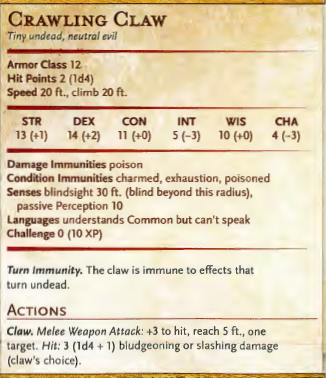 CRAWLING CLAW
Tiny undead, neutral evil
Armor Class 12
Hit Points 2 (1d4)
Speed 20 ft., climb 20 ft.
STR DEX CON INT WIS CHA
13 (+1) 14 (+2) 11 (+0) 5 (−3) 10 (+0) 4 (−3)
Damage Immunities poison
Condition Immunities charmed, exhaustion, poisoned
Senses blindsight 30 ft. (blind beyond this radius),
passive Perception 10
Languages understands Common but can't speak
Challenge 0 (10 XP)
Turn Immunity. The claw is immune to effects that
turn undead.
ACTIONS
Claw. Melee Weapon Attack: +3 to hit, reach 5 ft., one
target. Hit: 3 (1d4 + 1) bludgeoning or slashing damage
(claw's choice).